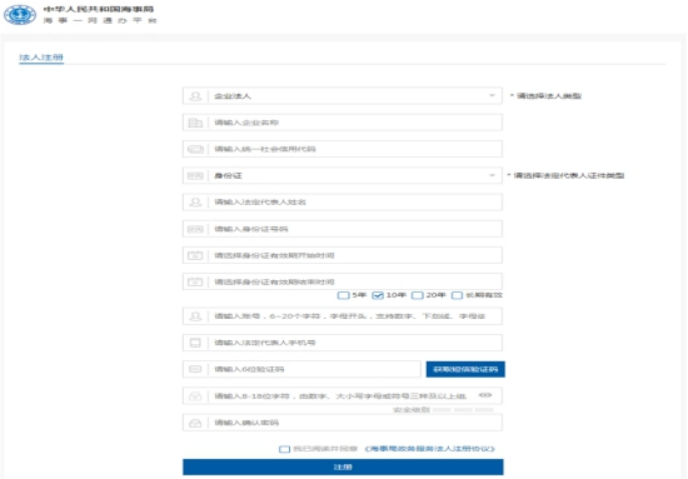 中华人民共和国海事局
海事一网通办平台
法人注册
企业法人
* 请选择法人类型
请输入企业名称
请输入统一社会信用代码
身份证
* 请选择法定代表人证件类型
请输入法定代表人姓名
请输入身份证号码
请选择身份证有效期开始时间
请选择身份证有效期结束时间
5年 10年 20年 长期有效
请输入账号，6~20个字符，字母开头，支持数字、下划线、字母组
请输入法定代表人手机号
请输入6位验证码
获取短信验证码
请输入8-18位字符，由数字、大小写字母或符号三种及以上组
安全级别
请输入确认密码
我已阅读并同意 《海事局政务服务法人注册协议》
注册